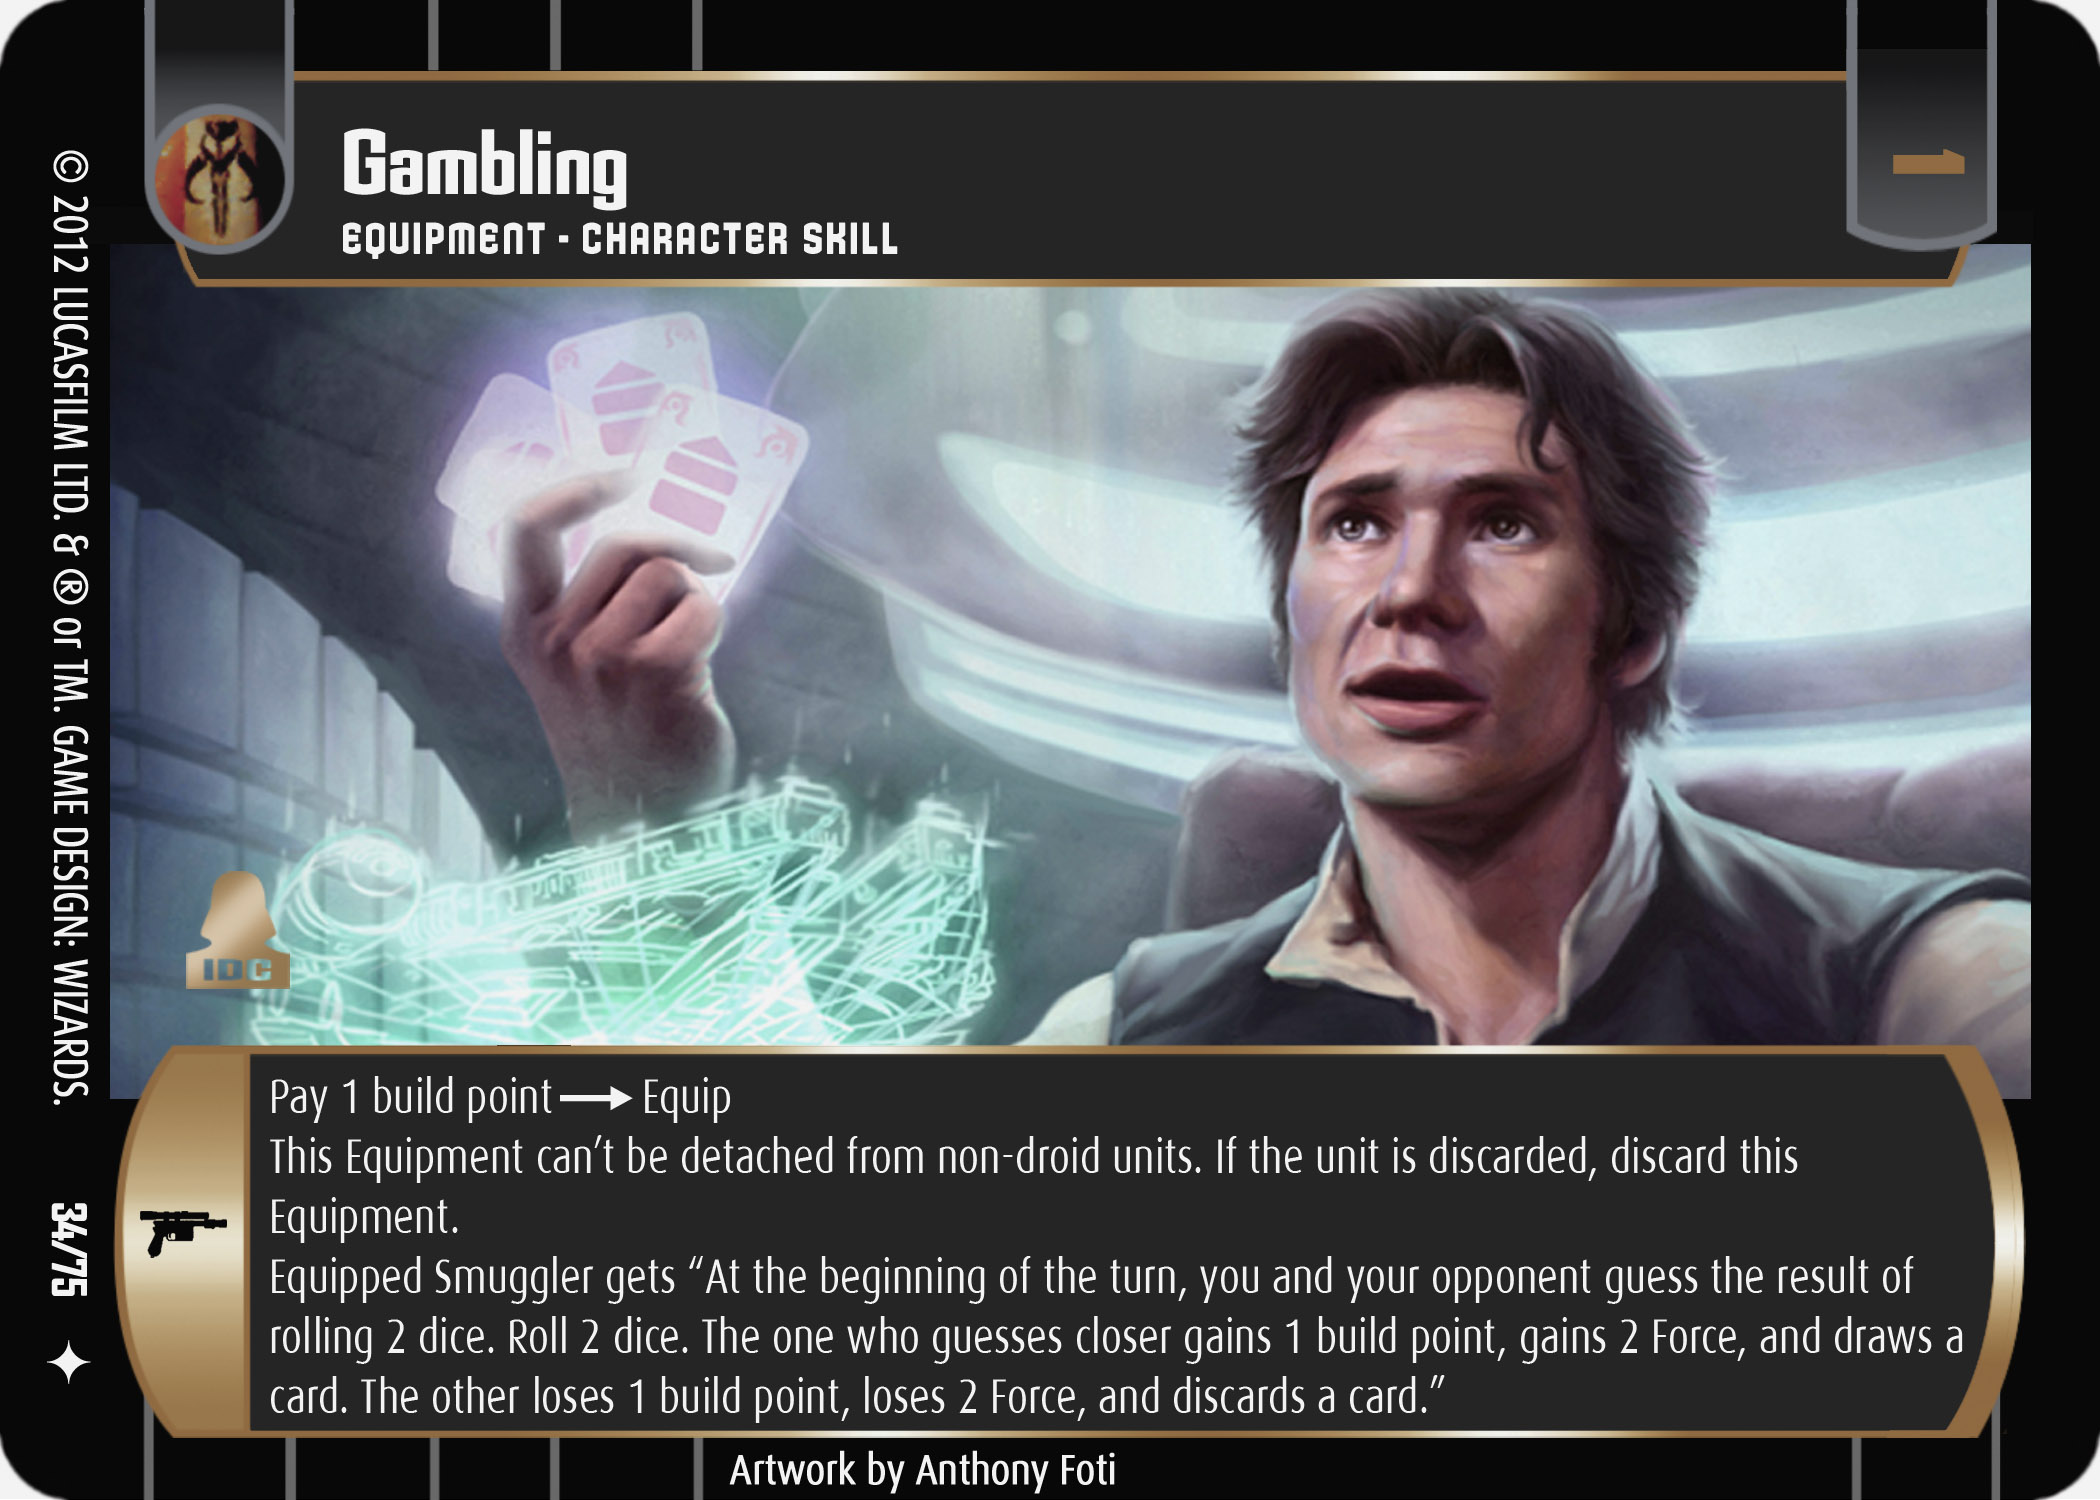 Gambling
1
EQUIPMENT - CHARACTER SKILL
IDC
Pay 1 build point → Equip
This Equipment can’t be detached from non-droid units. If the unit is discarded, discard this
Equipment.
Equipped Smuggler gets “At the beginning of the turn, you and your opponent guess the result of
rolling 2 dice. Roll 2 dice. The one who guesses closer gains 1 build point, gains 2 Force, and draws a
card. The other loses 1 build point, loses 2 Force, and discards a card.”
Artwork by Anthony Foti
© 2012 LUCASFILM LTD. & ® or TM. GAME DESIGN: WIZARDS.
34/75